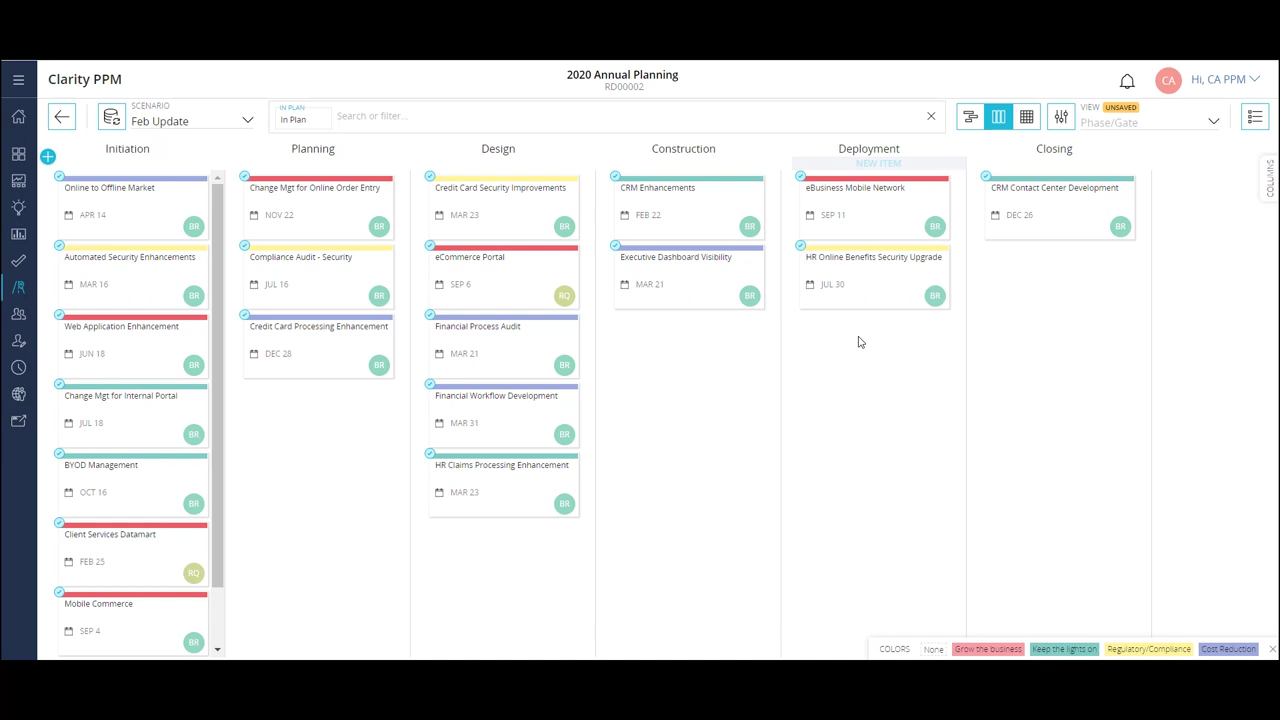 Clarity PPM
2020 Annual Planning
RD00002
CA
Hi, CA PPM
SCENARIO
Feb Update
IN PLAN
In Plan
Search or filter...
VIEW UNSAVED
Phase/Gate
COLUMNS
Initiation
Online to Offline Market
APR 14
BR
Automated Security Enhancements
MAR 16
BR
Web Application Enhancement
JUN 18
BR
Change Mgt for Internal Portal
JUL 18
BR
BYOD Management
OCT 16
BR
Client Services Datamart
FEB 25
RQ
Mobile Commerce
SEP 4
BR
Planning
Change Mgt for Online Order Entry
NOV 22
BR
Compliance Audit - Security
JUL 16
BR
Credit Card Processing Enhancement
DEC 28
BR
Design
Credit Card Security Improvements
MAR 23
BR
eCommerce Portal
SEP 6
RQ
Financial Process Audit
MAR 21
BR
Financial Workflow Development
MAR 31
BR
HR Claims Processing Enhancement
MAR 23
BR
Construction
CRM Enhancements
FEB 22
BR
Executive Dashboard Visibility
MAR 21
BR
Deployment
NEW ITEM
eBusiness Mobile Network
SEP 11
BR
HR Online Benefits Security Upgrade
JUL 30
BR
Closing
CRM Contact Center Development
DEC 26
BR
COLORS None Grow the business Keep the lights on Regulatory/Compliance Cost Reduction